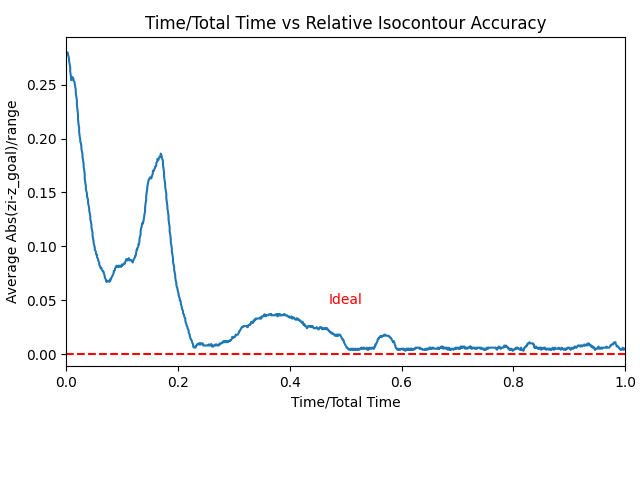 Time/Total Time vs Relative Isocontour Accuracy
Average Abs(zi-z_goal)/range
0.25
0.20
0.15
0.10
0.05
0.00
Ideal
0.0 0.2 0.4 0.6 0.8 1.0
Time/Total Time